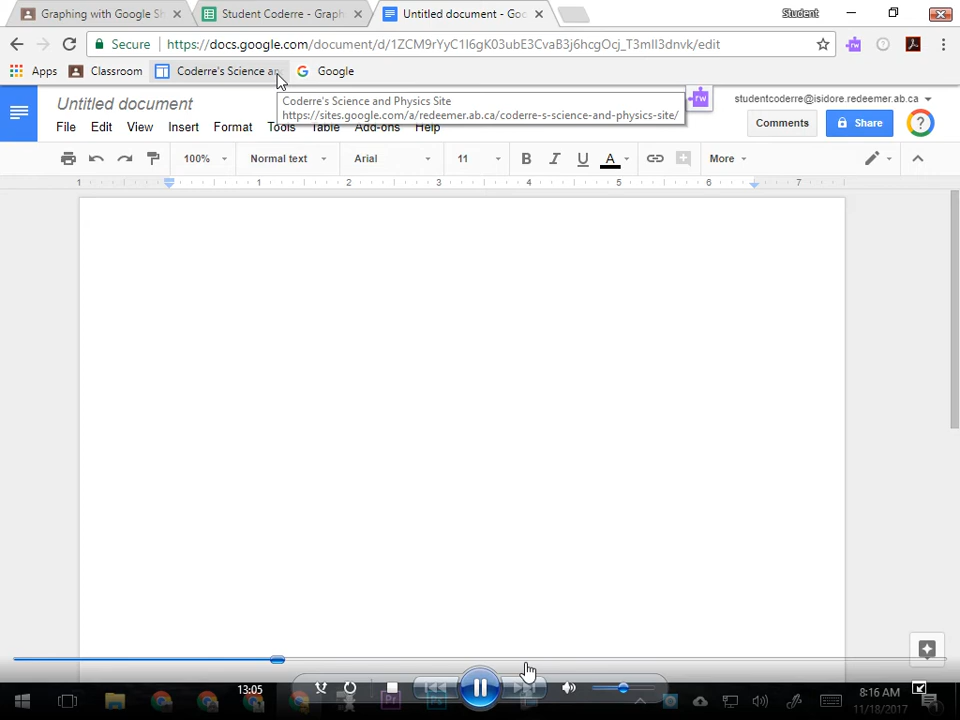 Graphing with Google Sh
Student Coderre - Graph
Untitled document - Goo
Student
Secure
https://docs.google.com/document/d/1ZCM9rYyC1I6gK03ubE3CvaB3j6hcgOcj_T3mII3dnvk/edit
Apps
Classroom
Coderre's Science an
Google
Coderre's Science and Physics Site
https://sites.google.com/a/redeemer.ab.ca/coderre-s-science-and-physics-site/
rw
Untitled document
studentcoderre@isidore.redeemer.ab.ca
File Edit View Insert Format Tools Table Add-ons Help
Comments
Share
100% Normal text Arial 11 B I U A More
1 1 2 3 4 5 6 7
13:05
8:16 AM
11/18/2017